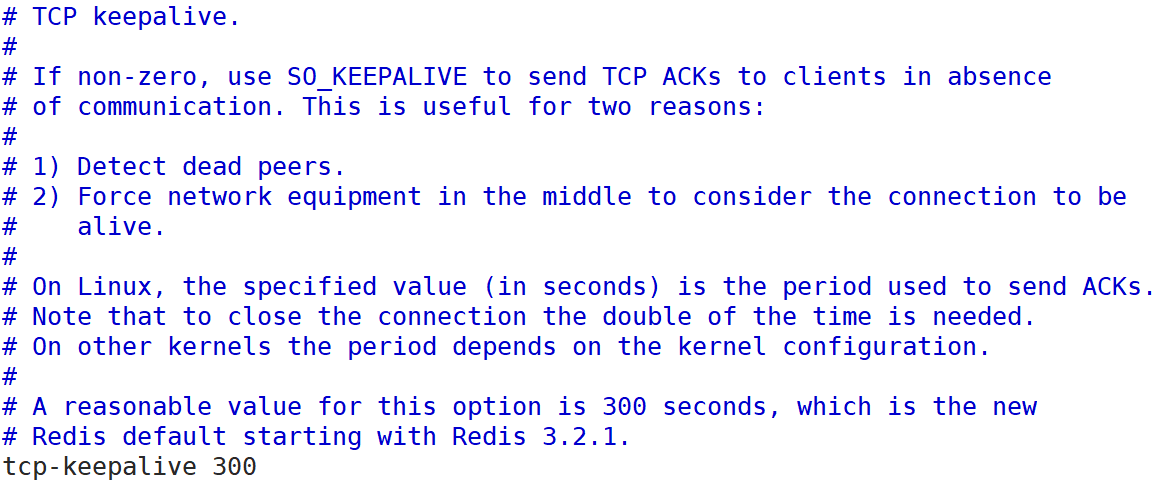 # TCP keepalive.
#
# If non-zero, use SO_KEEPALIVE to send TCP ACKs to clients in absence
# of communication. This is useful for two reasons:
#
# 1) Detect dead peers.
# 2) Force network equipment in the middle to consider the connection to be
#    alive.
#
# On Linux, the specified value (in seconds) is the period used to send ACKs.
# Note that to close the connection the double of the time is needed.
# On other kernels the period depends on the kernel configuration.
#
# A reasonable value for this option is 300 seconds, which is the new
# Redis default starting with Redis 3.2.1.
tcp-keepalive 300